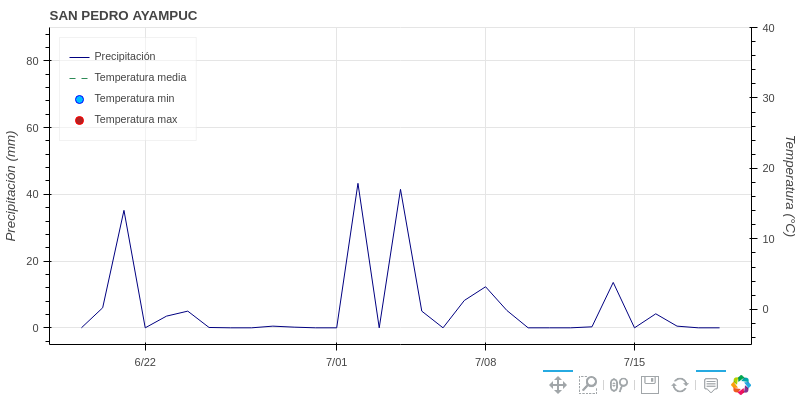 SAN PEDRO AYAMPUC
Precipitación
Temperatura media
Temperatura min
Temperatura max
Precipitación (mm)
80
60
40
20
0
Temperatura (°C)
40
30
20
10
0
6/22
7/01
7/08
7/15